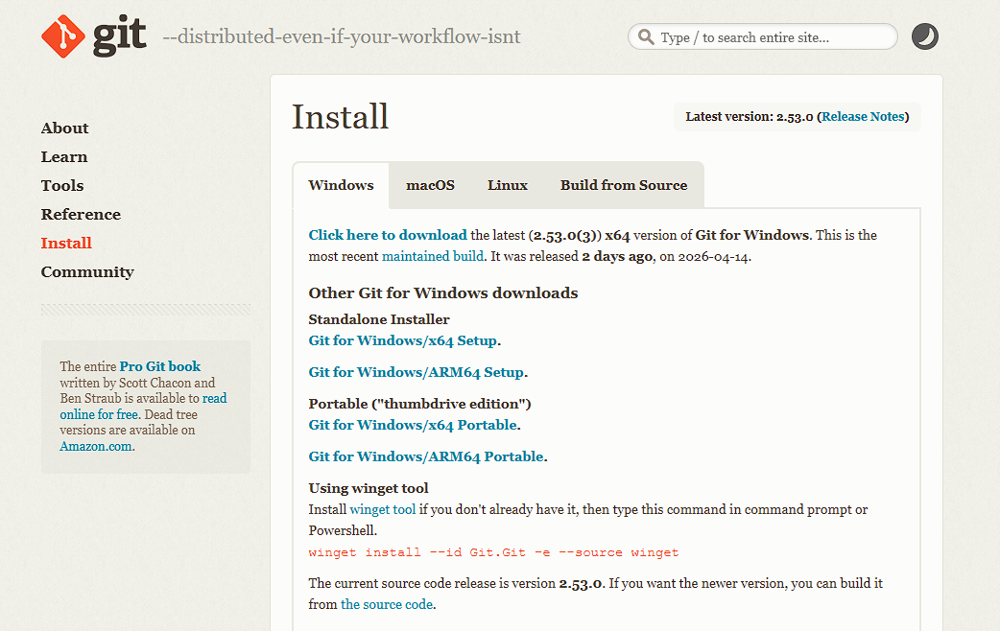 git --distributed-even-if-your-workflow-isnt
Type / to search entire site...
About
Learn
Tools
Reference
Install
Community
The entire Pro Git book
written by Scott Chacon and
Ben Straub is available to read
online for free. Dead tree
versions are available on
Amazon.com.
Install
Latest version: 2.53.0 (Release Notes)
Windows macOS Linux Build from Source
Click here to download the latest (2.53.0(3)) x64 version of Git for Windows. This is the
most recent maintained build. It was released 2 days ago, on 2026-04-14.
Other Git for Windows downloads
Standalone Installer
Git for Windows/x64 Setup.
Git for Windows/ARM64 Setup.
Portable ("thumbdrive edition")
Git for Windows/x64 Portable.
Git for Windows/ARM64 Portable.
Using winget tool
Install winget tool if you don't already have it, then type this command in command prompt or
Powershell.
winget install --id Git.Git -e --source winget
The current source code release is version 2.53.0. If you want the newer version, you can build it
from the source code.